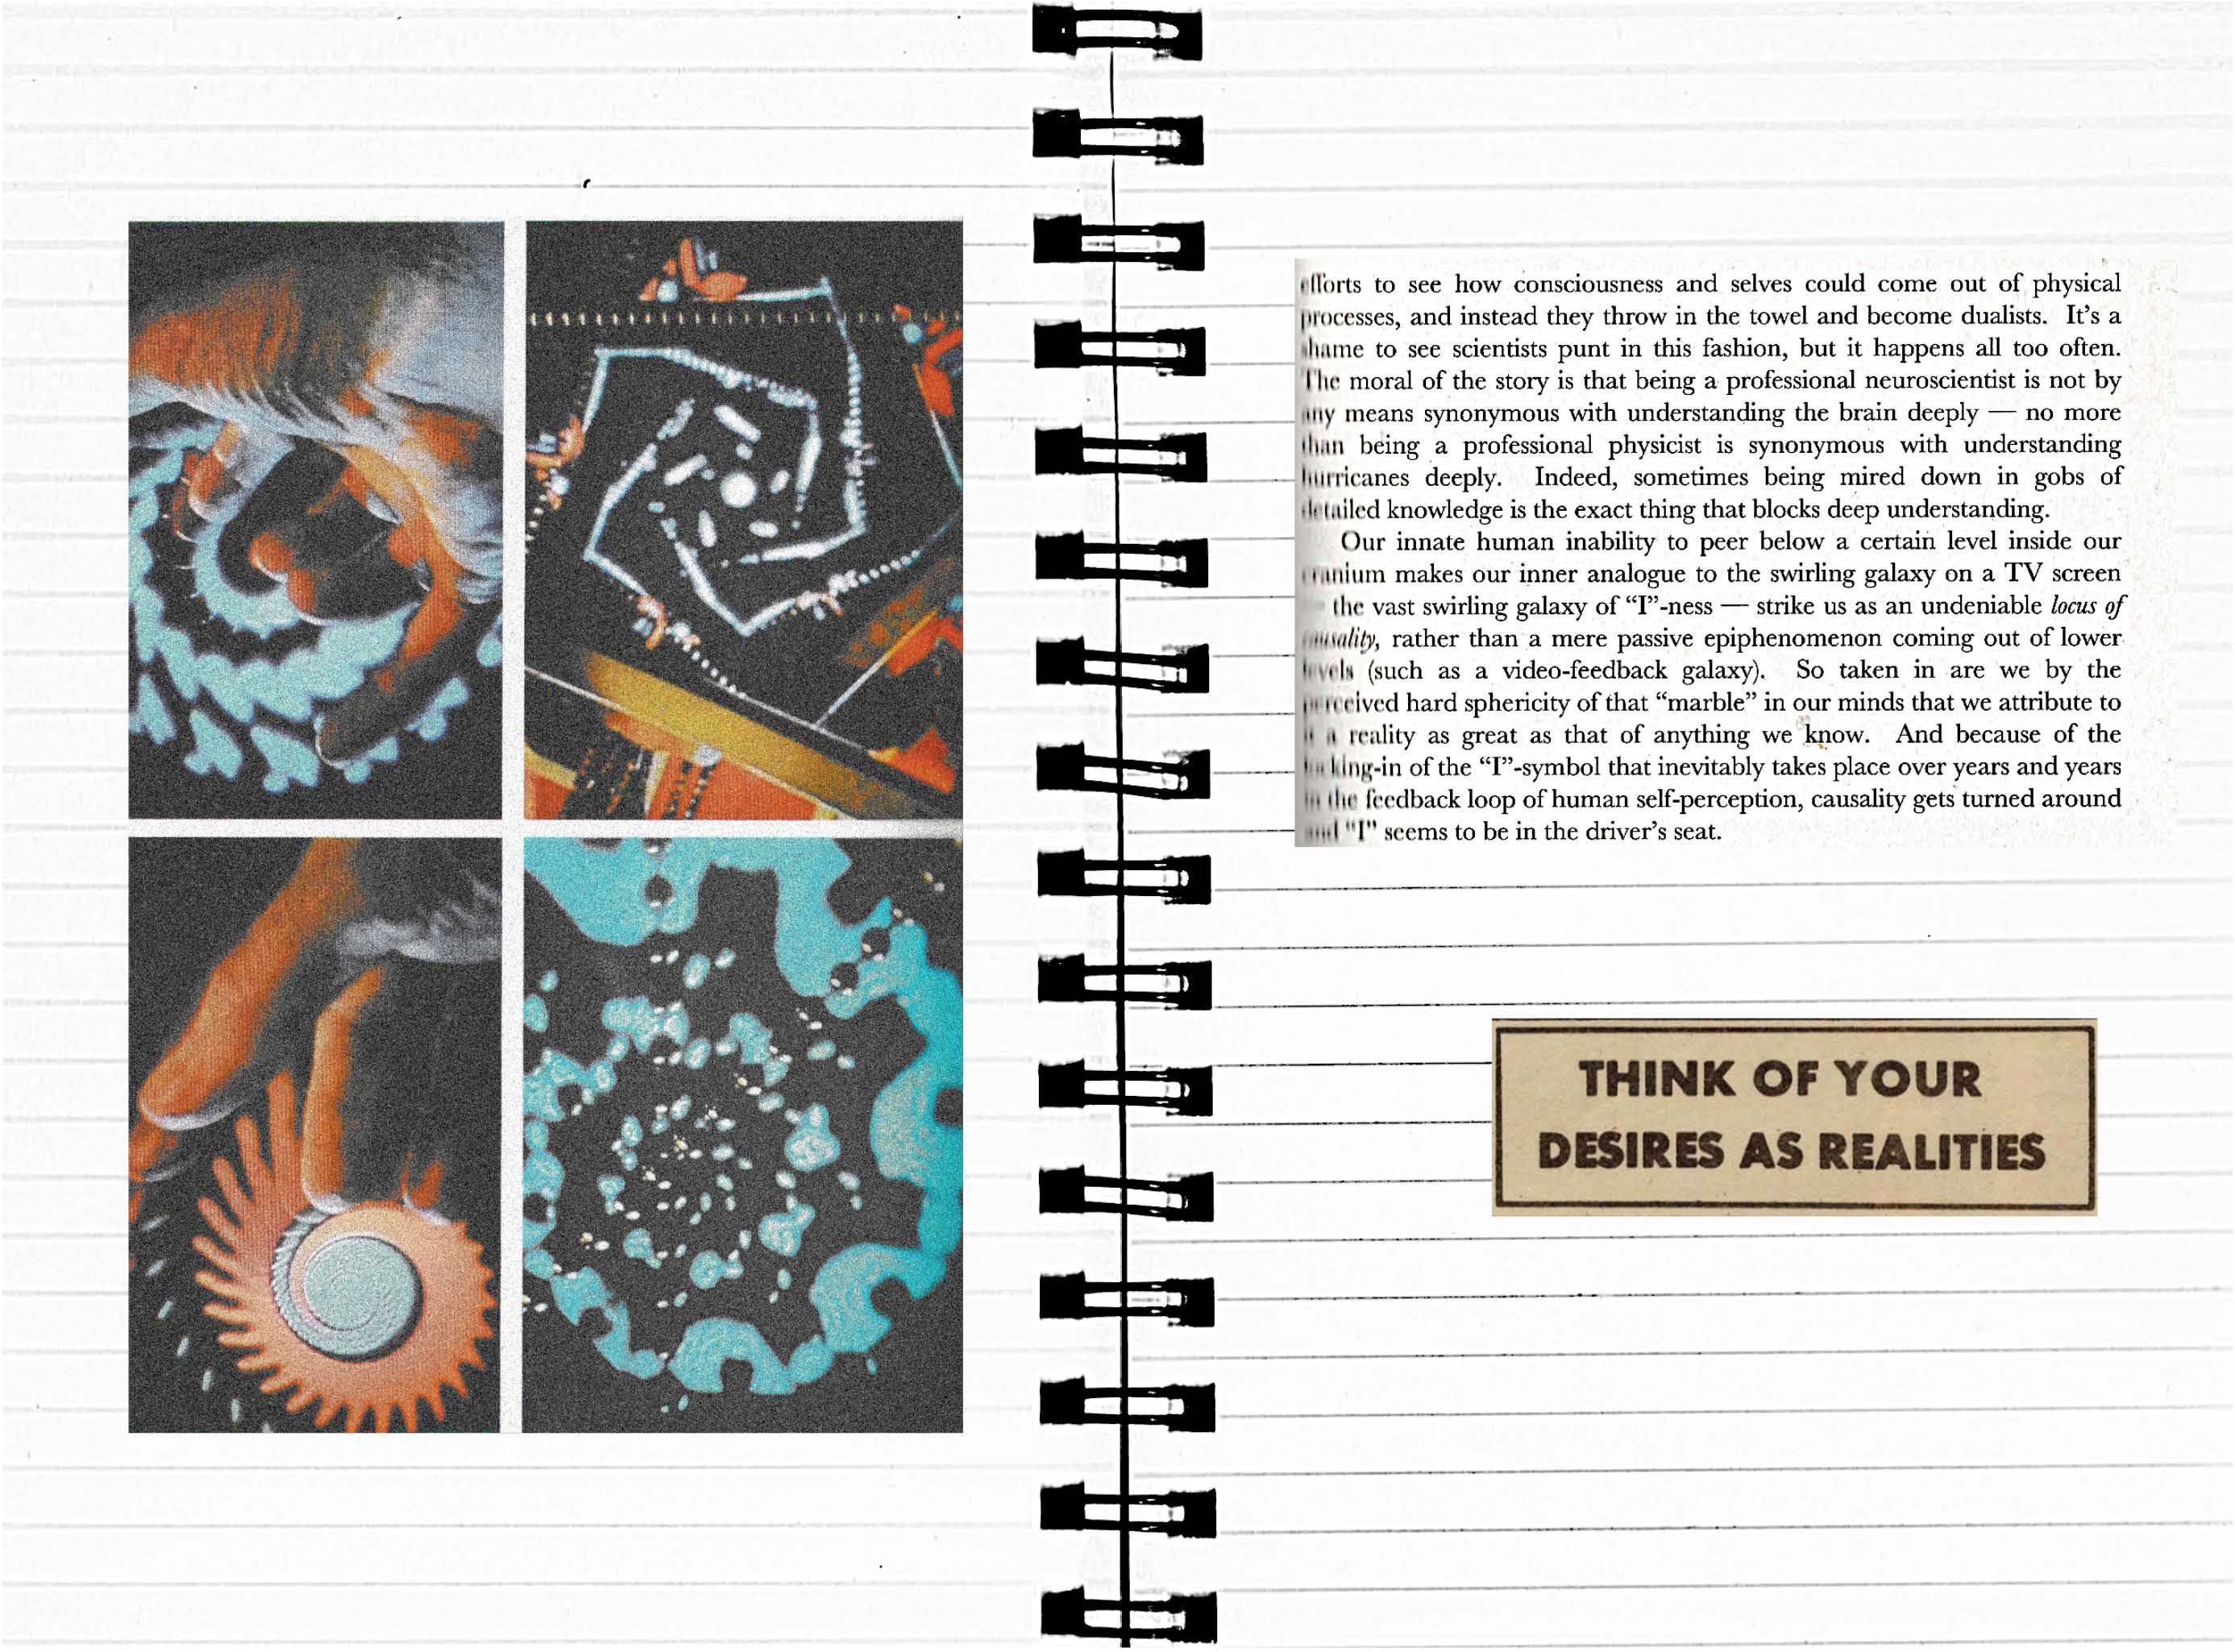 efforts to see how consciousness and selves could come out of physical
processes, and instead they throw in the towel and become dualists. It's a
shame to see scientists punt in this fashion, but it happens all too often.
The moral of the story is that being a professional neuroscientist is not by
any means synonymous with understanding the brain deeply — no more
than being a professional physicist is synonymous with understanding
hurricanes deeply. Indeed, sometimes being mired down in gobs of
detailed knowledge is the exact thing that blocks deep understanding.
Our innate human inability to peer below a certain level inside our
cranium makes our inner analogue to the swirling galaxy on a TV screen
the vast swirling galaxy of “I”-ness — strike us as an undeniable locus of
causality, rather than a mere passive epiphenomenon coming out of lower
levels (such as a video-feedback galaxy). So taken in are we by the
perceived hard sphericity of that “marble” in our minds that we attribute to
it a reality as great as that of anything we know. And because of the
locking-in of the “I”-symbol that inevitably takes place over years and years
in the feedback loop of human self-perception, causality gets turned around
and “I” seems to be in the driver's seat.
THINK OF YOUR
DESIRES AS REALITIES